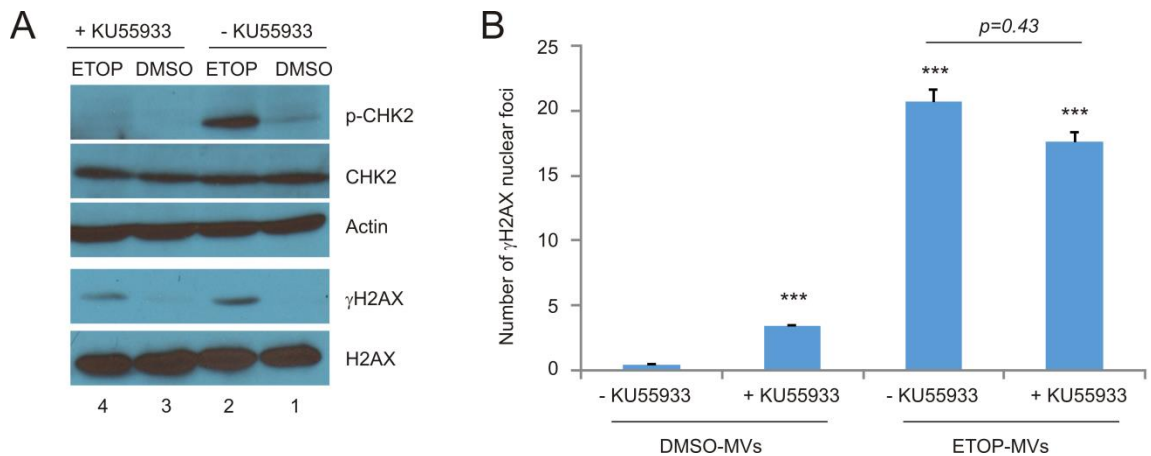 A
+ KU55933 - KU55933
ETOP DMSO ETOP DMSO
p-CHK2
CHK2
Actin
γH2AX
H2AX
4 3 2 1
B
Number of γH2AX nuclear foci
25
20
15
10
5
0
p=0.43
***
***
***
- KU55933 + KU55933 - KU55933 + KU55933
DMSO-MVs ETOP-MVs